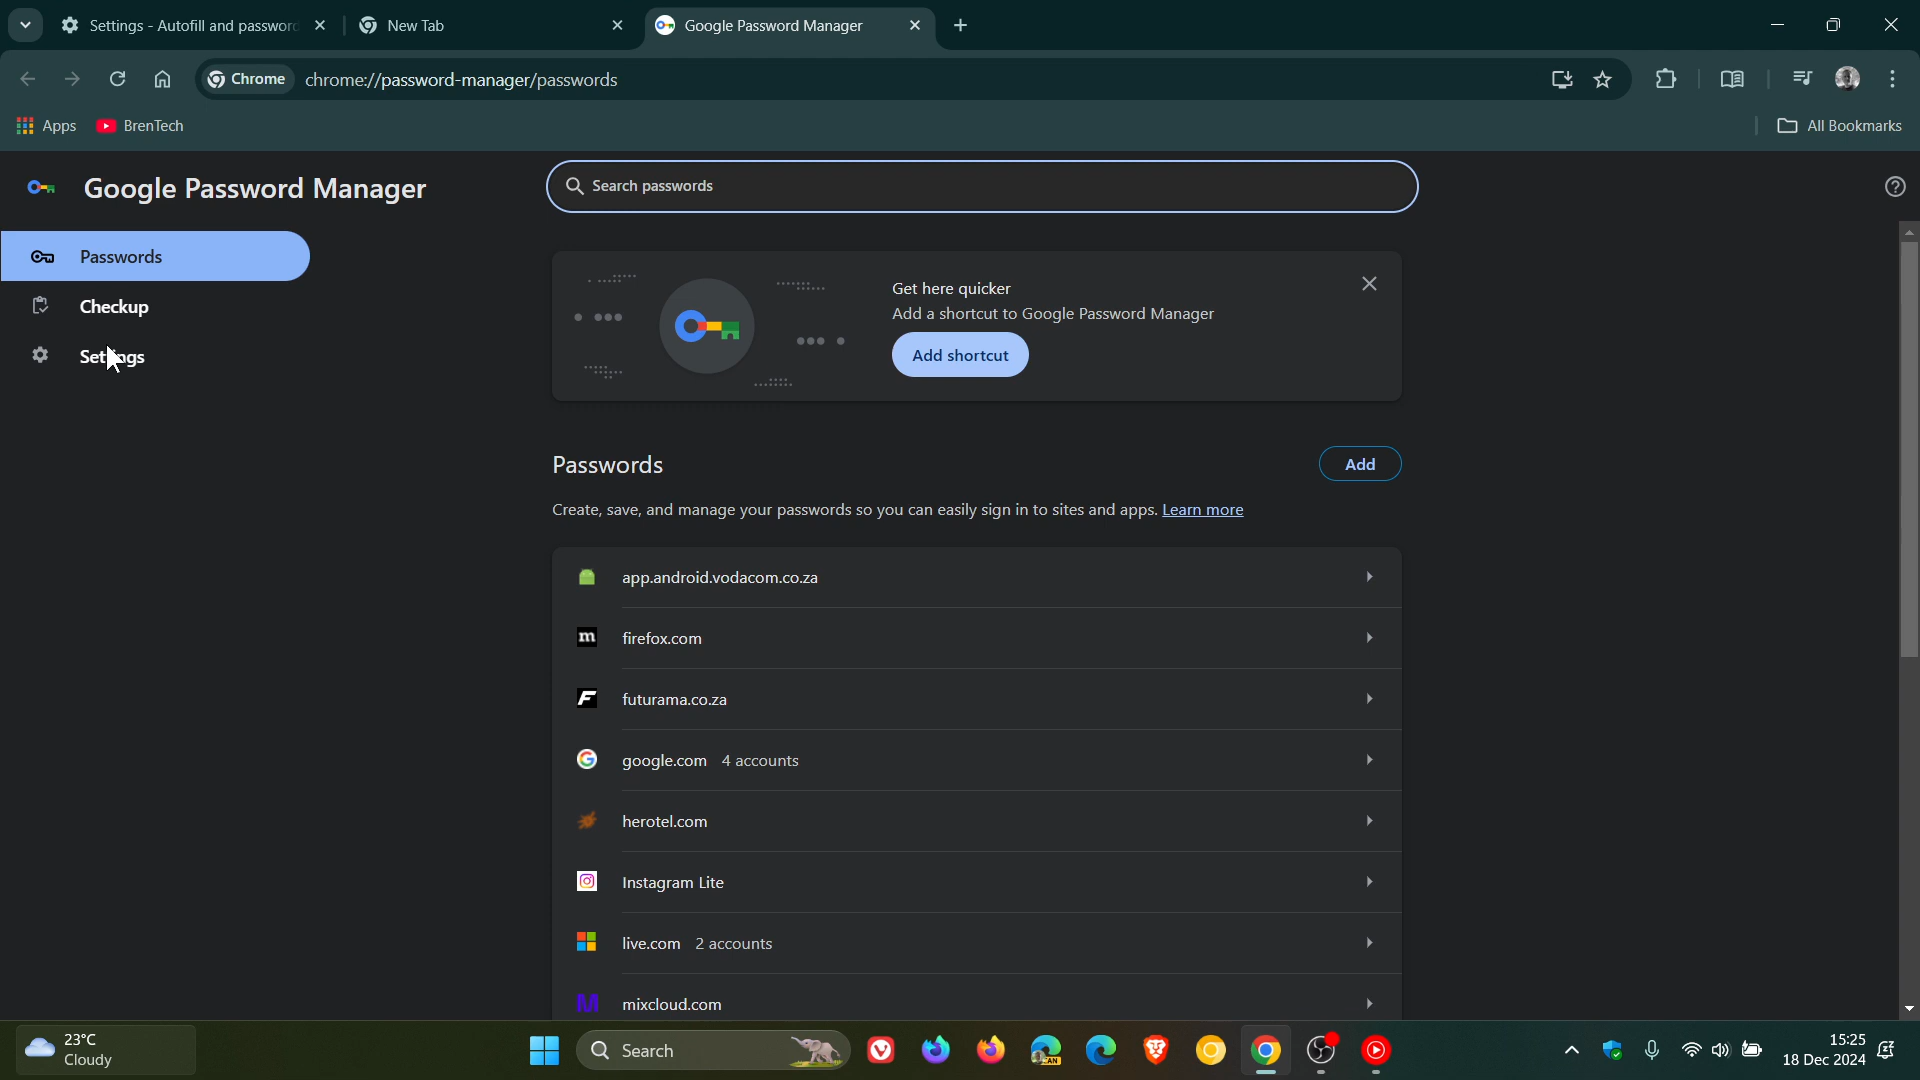 Settings - Autofill and password
New Tab
Google Password Manager
Chrome
chrome://password-manager/passwords
Apps
BrenTech
All Bookmarks
Google Password Manager
Search passwords
Passwords
Checkup
Settings
Get here quicker
Add a shortcut to Google Password Manager
Add shortcut
Passwords
Add
Create, save, and manage your passwords so you can easily sign in to sites and apps. Learn more
app.android.vodacom.co.za
m
firefox.com
F
futurama.co.za
google.com 4 accounts
herotel.com
Instagram Lite
live.com 2 accounts
M
mixcloud.com
23°C
Cloudy
Search
CAN
15:25
18 Dec 2024